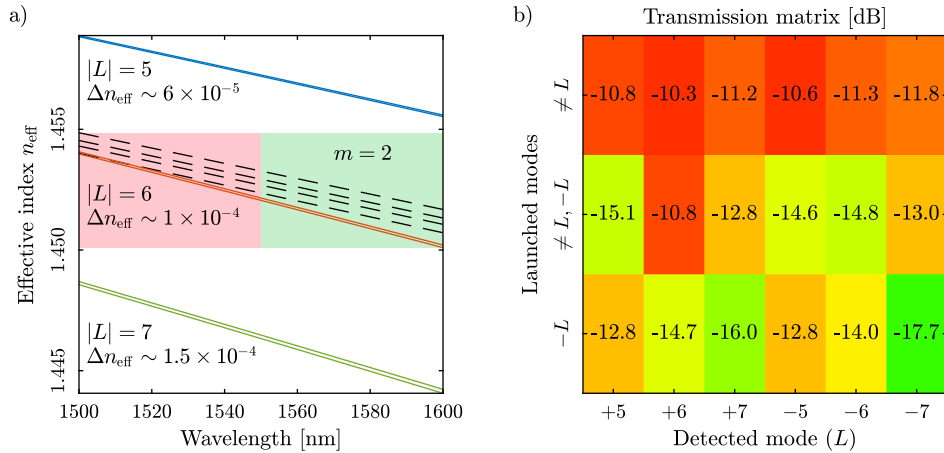 a)
1.455
1.450
1.445
Effective index n_eff
|L| = 5
Δn_eff ∼ 6 × 10⁻⁵
m = 2
|L| = 6
Δn_eff ∼ 1 × 10⁻⁴
|L| = 7
Δn_eff ∼ 1.5 × 10⁻⁴
1500 1520 1540 1560 1580 1600
Wavelength [nm]
b)
Transmission matrix [dB]
Launched modes
≠ L
-10.8 -10.3 -11.2 -10.6 -11.3 -11.8
≠ L, −L
-15.1 -10.8 -12.8 -14.6 -14.8 -13.0
−L
-12.8 -14.7 -16.0 -12.8 -14.0 -17.7
+5 +6 +7 −5 −6 −7
Detected mode (L)